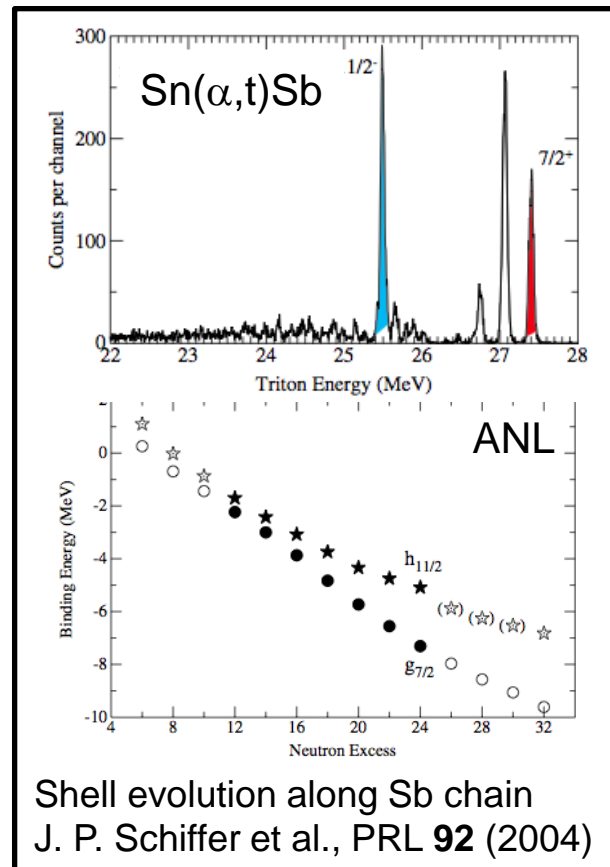 300
1/2-
Sn(α,t)Sb
7/2+
200
Counts per channel
100
0
22 23 24 25 26 27 28
Triton Energy (MeV)
2
ANL
0
-2
Binding Energy (MeV)
-4
h11/2
(☆) (☆) (☆)
-6
g7/2
-8
-10
4 8 12 16 20 24 28 32
Neutron Excess
Shell evolution along Sb chain
J. P. Schiffer et al., PRL 92 (2004)